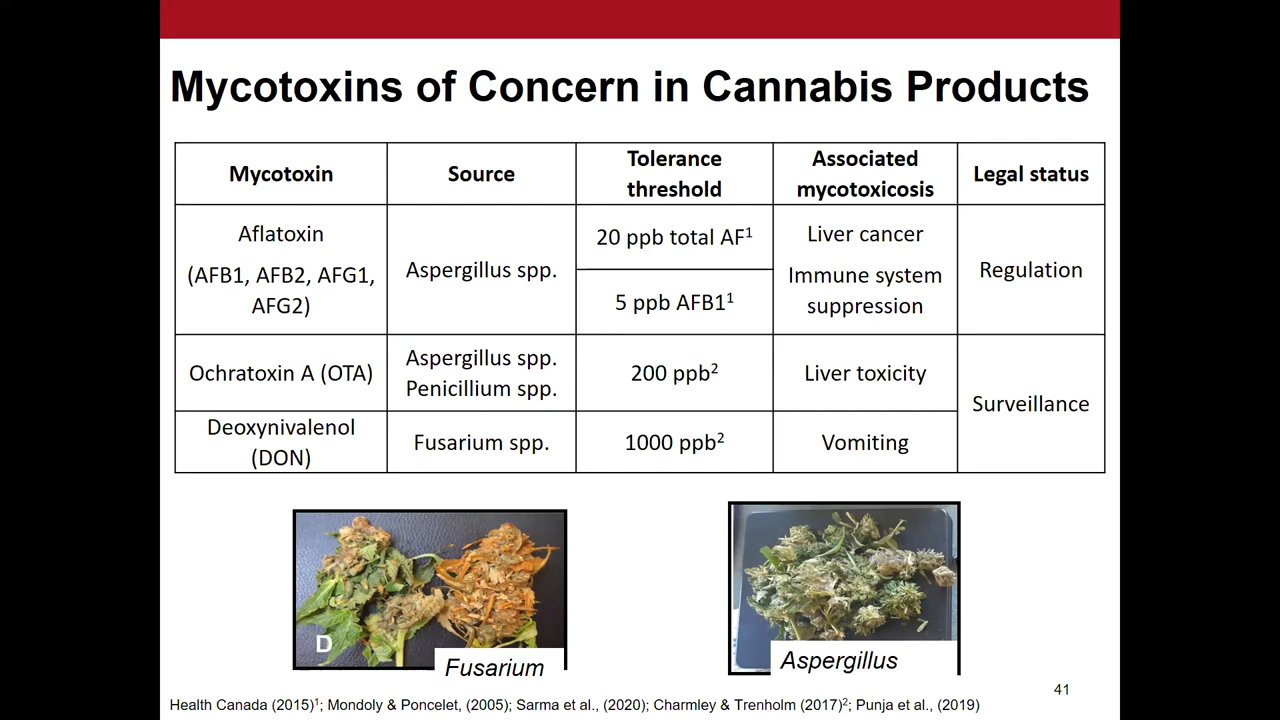 Mycotoxins of Concern in Cannabis Products
Mycotoxin
Source
Tolerance
threshold
Associated
mycotoxicosis
Legal status
Aflatoxin
(AFB1, AFB2, AFG1,
AFG2)
Aspergillus spp.
20 ppb total AF¹
5 ppb AFB1¹
Liver cancer
Immune system
suppression
Regulation
Ochratoxin A (OTA)
Aspergillus spp.
Penicillium spp.
200 ppb²
Liver toxicity
Surveillance
Deoxynivalenol
(DON)
Fusarium spp.
1000 ppb²
Vomiting
D
Fusarium
Aspergillus
41
Health Canada (2015)¹; Mondoly & Poncelet, (2005); Sarma et al., (2020); Charmley & Trenholm (2017)²; Punja et al., (2019)